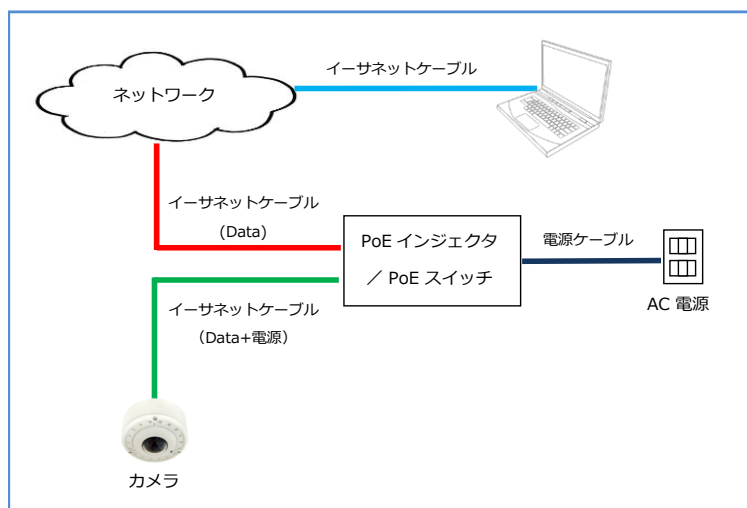 イーサネットケーブル
ネットワーク
イーサネットケーブル
(Data)
PoE インジェクタ
／ PoE スイッチ
電源ケーブル
AC 電源
イーサネットケーブル
（Data+電源）
カメラ